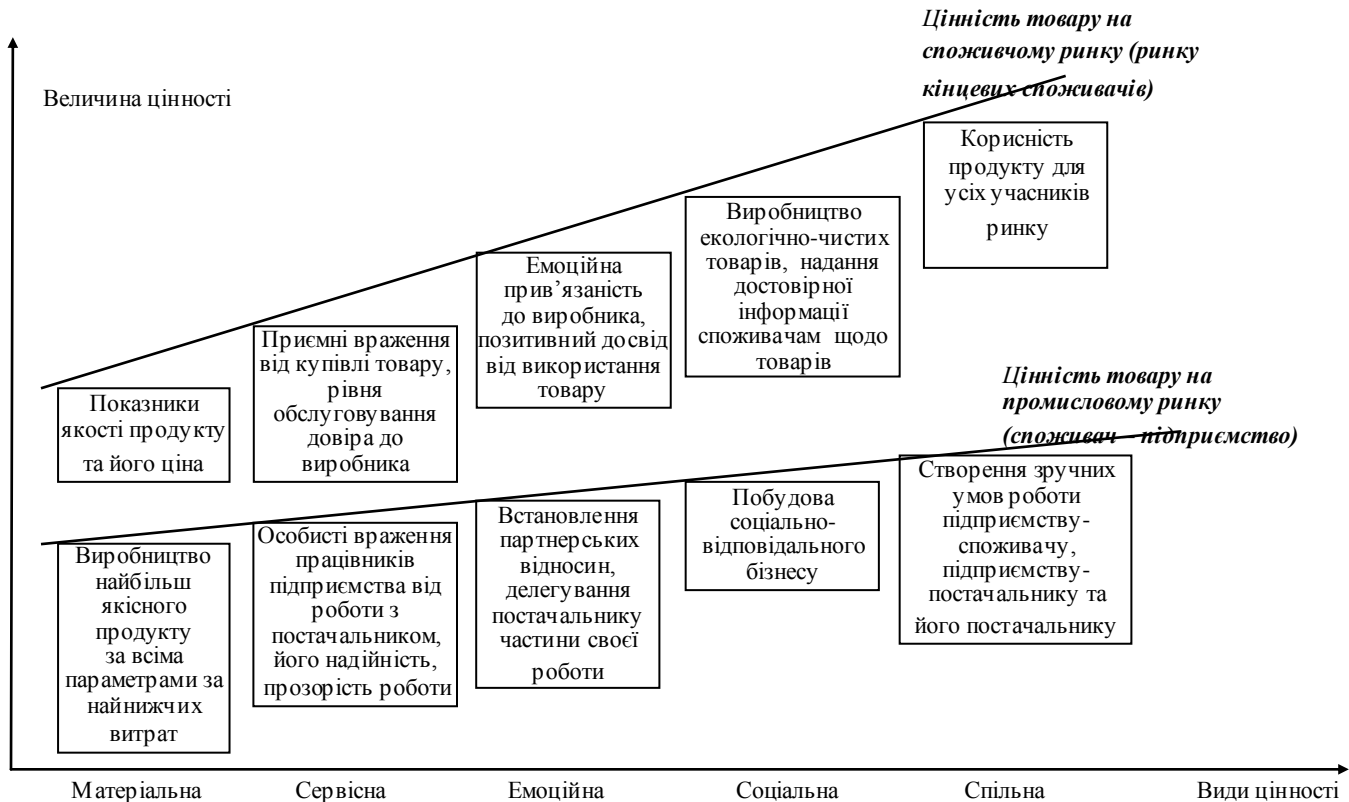 Цінність товару на
споживчому ринку (ринку
кінцевих споживачів)
Величина цінності
Корисність
продукту для
усіх учасників
ринку
Виробництво
екологічно-чистих
товарів, надання
достовірної
інформації
споживачам щодо
товарів
Емоційна
прив’язаність
до виробника,
позитивний досвід
від використання
товару
Приємні враження
від купівлі товару,
рівня
обслуговування
довіра до
виробника
Показники
якості продукту
та його ціна
Цінність товару на
промисловому ринку
(споживач – підприємство)
Виробництво
найбільш
якісного
продукту
за всіма
параметрами за
найнижчих
витрат
Особисті враження
працівників
підприємства від
роботи з
постачальником,
його надійність,
прозорість роботи
Встановлення
партнерських
відносин,
делегування
постачальнику
частини своєї
роботи
Побудова
соціально-
відповідального
бізнесу
Створення зручних
умов роботи
підприємству-
споживачу,
підприємству-
постачальнику та
його постачальнику
Матеріальна Сервісна Емоційна Соціальна Спільна Види цінності